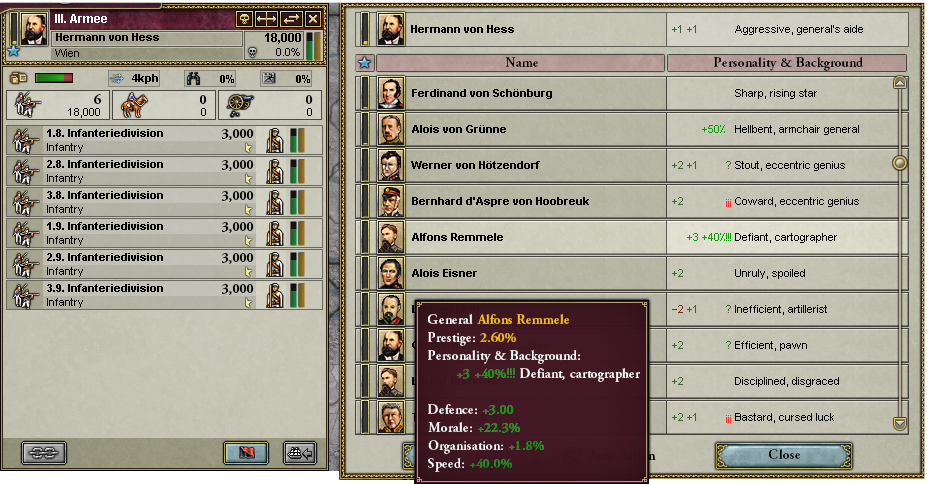 III. Armee
Hermann von Hess
18,000
Wien
0.0%
4kph
0%
0%
6
18,000
0
0
0
0
1.8. Infanteriedivision
3,000
Infantry
2.8. Infanteriedivision
3,000
Infantry
3.8. Infanteriedivision
3,000
Infantry
1.9. Infanteriedivision
3,000
Infantry
2.9. Infanteriedivision
3,000
Infantry
3.9. Infanteriedivision
3,000
Infantry
Hermann von Hess +1 +1 Aggressive, general's aide
Name Personality & Background
Ferdinand von Schönburg Sharp, rising star
Alois von Grünne +50% Hellbent, armchair general
Werner von Hötzendorf +2 +1 ? Stout, eccentric genius
Bernhard d'Aspre von Hoobreuk +2 ¡¡¡ Coward, eccentric genius
Alfons Remmele +3 +40%!!! Defiant, cartographer
Alois Eisner +2 Unruly, spoiled
−2 +1 ? Inefficient, artillerist
+2 ? Efficient, pawn
+2 Disciplined, disgraced
+2 +1 ¡¡¡ Bastard, cursed luck
General Alfons Remmele
Prestige: 2.60%
Personality & Background:
+3 +40%!!! Defiant, cartographer
Defence: +3.00
Morale: +22.3%
Organisation: +1.8%
Speed: +40.0%
Close